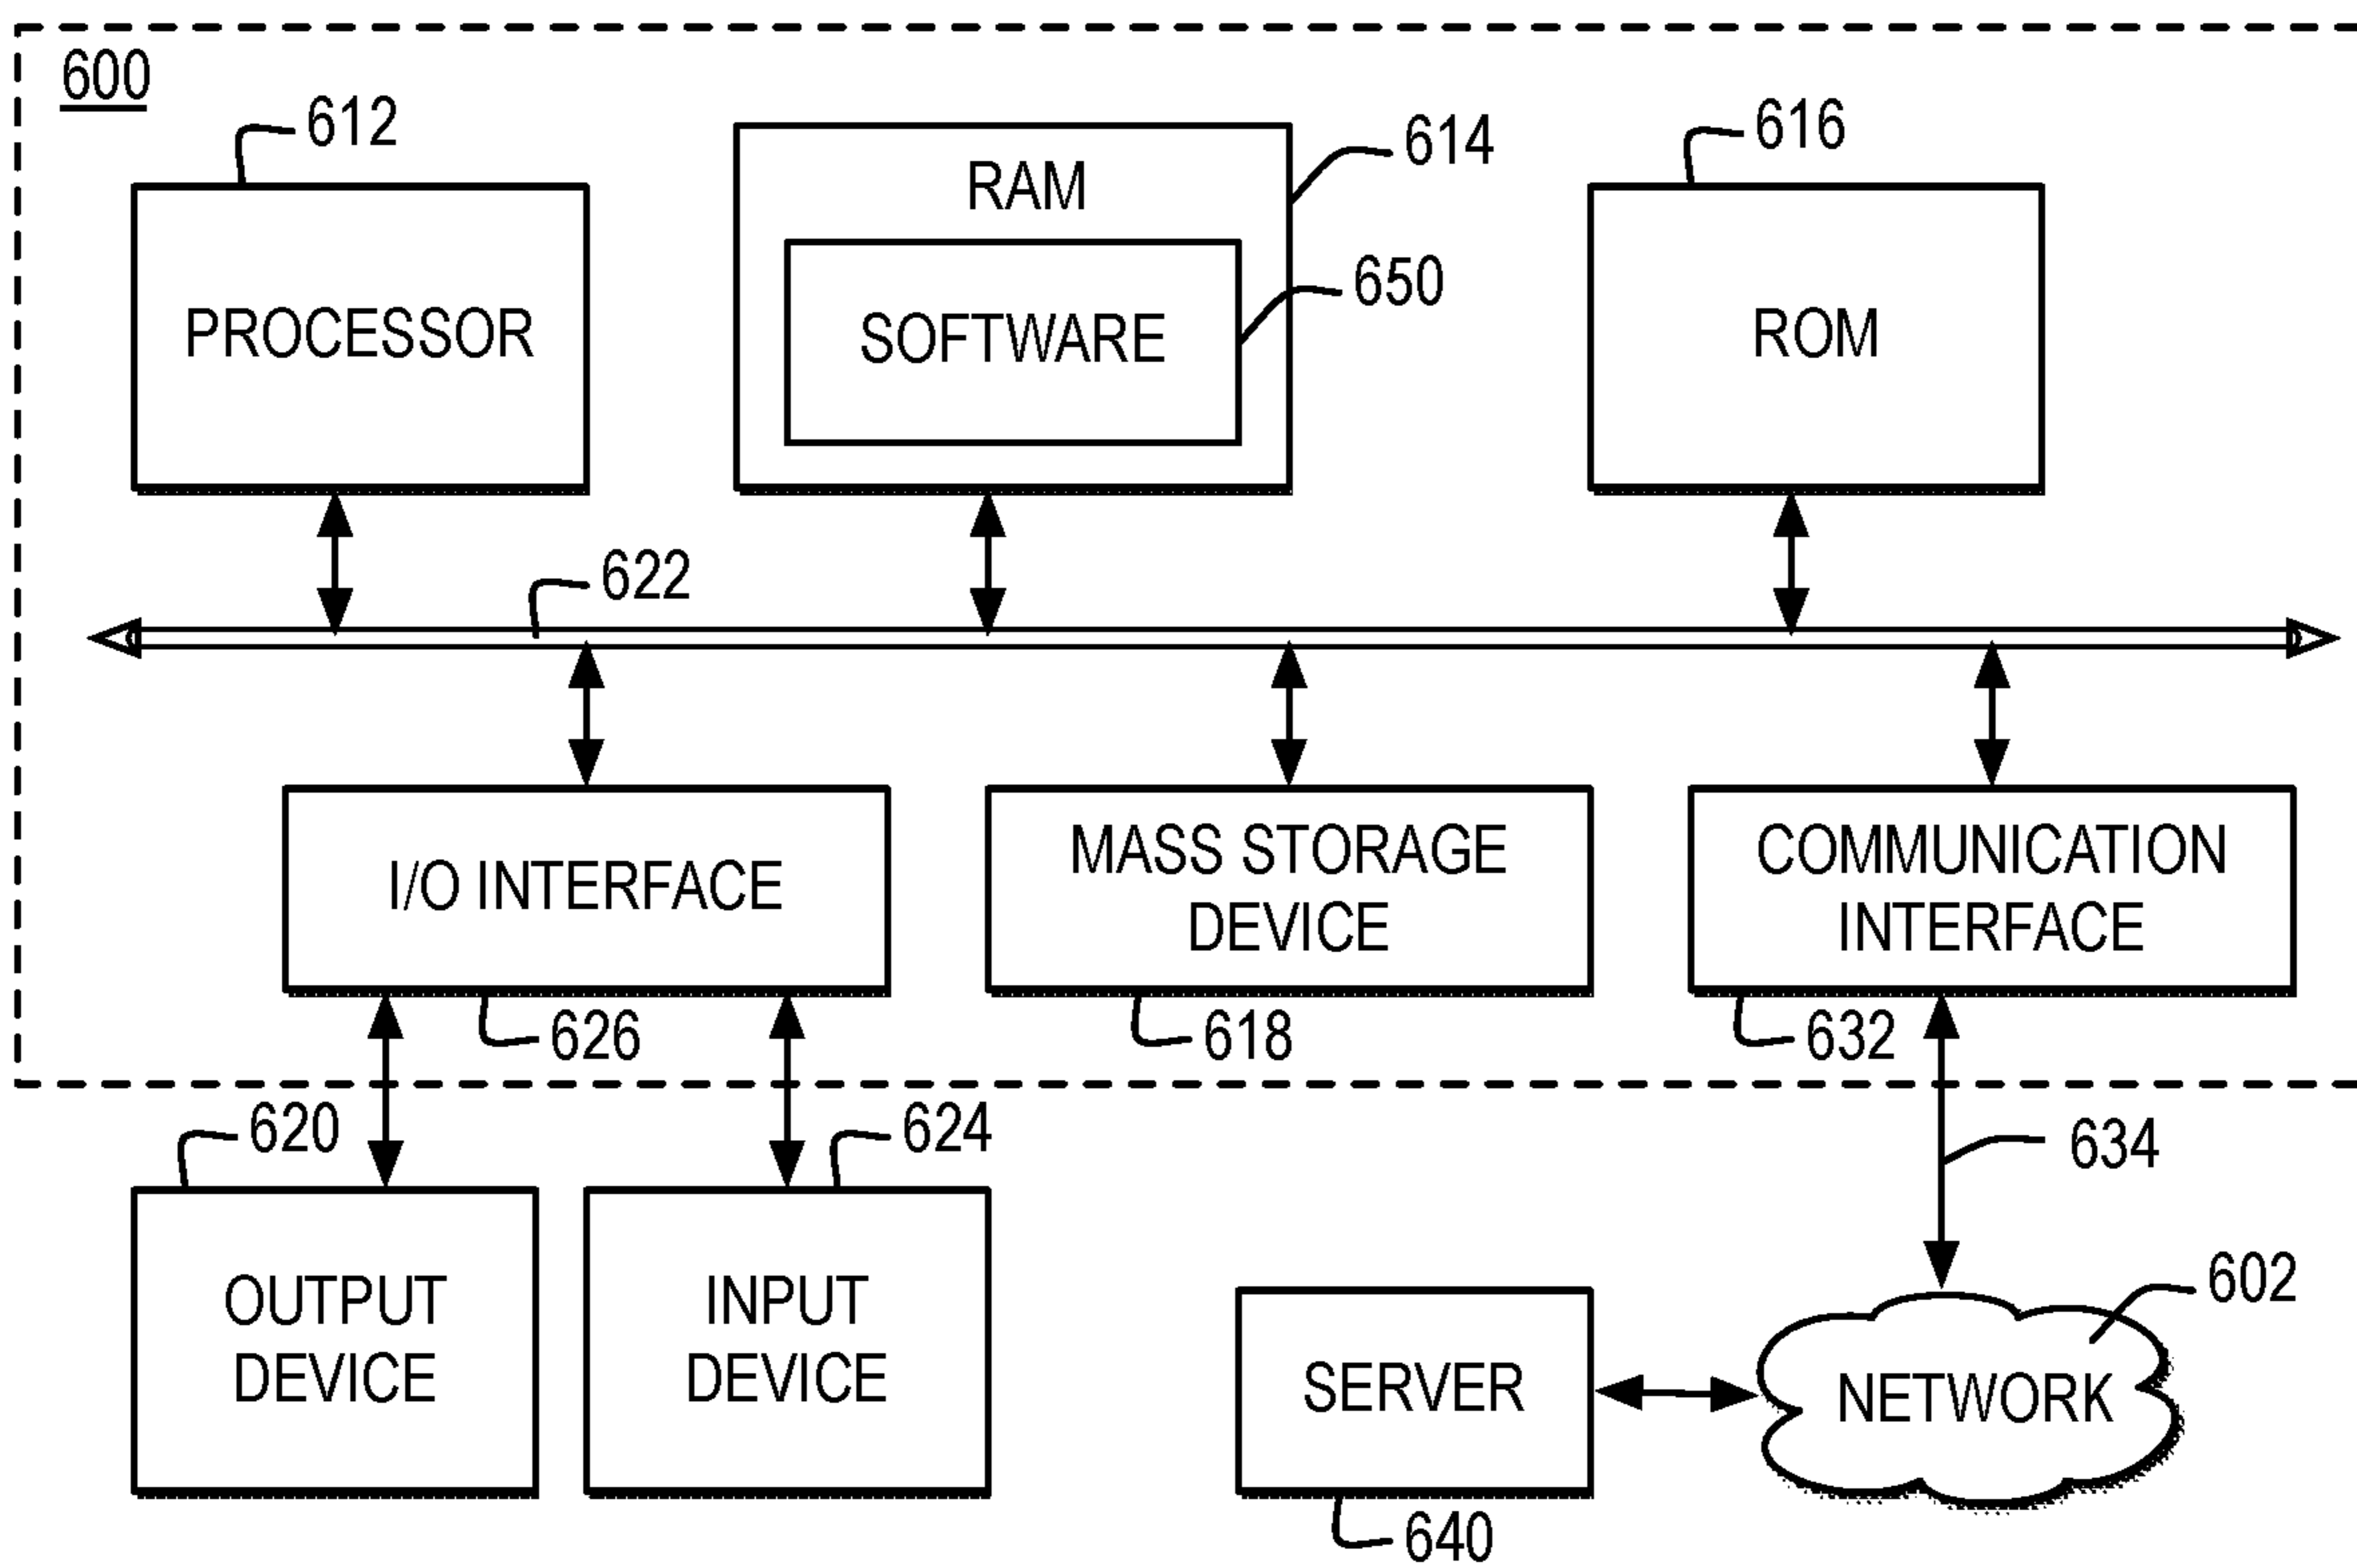 600
612
614
616
RAM
650
PROCESSOR
SOFTWARE
ROM
622
I/O INTERFACE
MASS STORAGE
DEVICE
COMMUNICATION
INTERFACE
626
618
632
620
624
634
OUTPUT
DEVICE
INPUT
DEVICE
602
SERVER
NETWORK
640